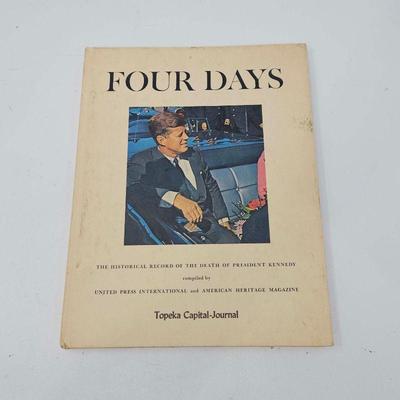 FOUR DAYS
THE HISTORICAL RECORD OF THE DEATH OF PRESIDENT KENNEDY
compiled by
UNITED PRESS INTERNATIONAL and AMERICAN HERITAGE MAGAZINE
Topeka Capital-Journal